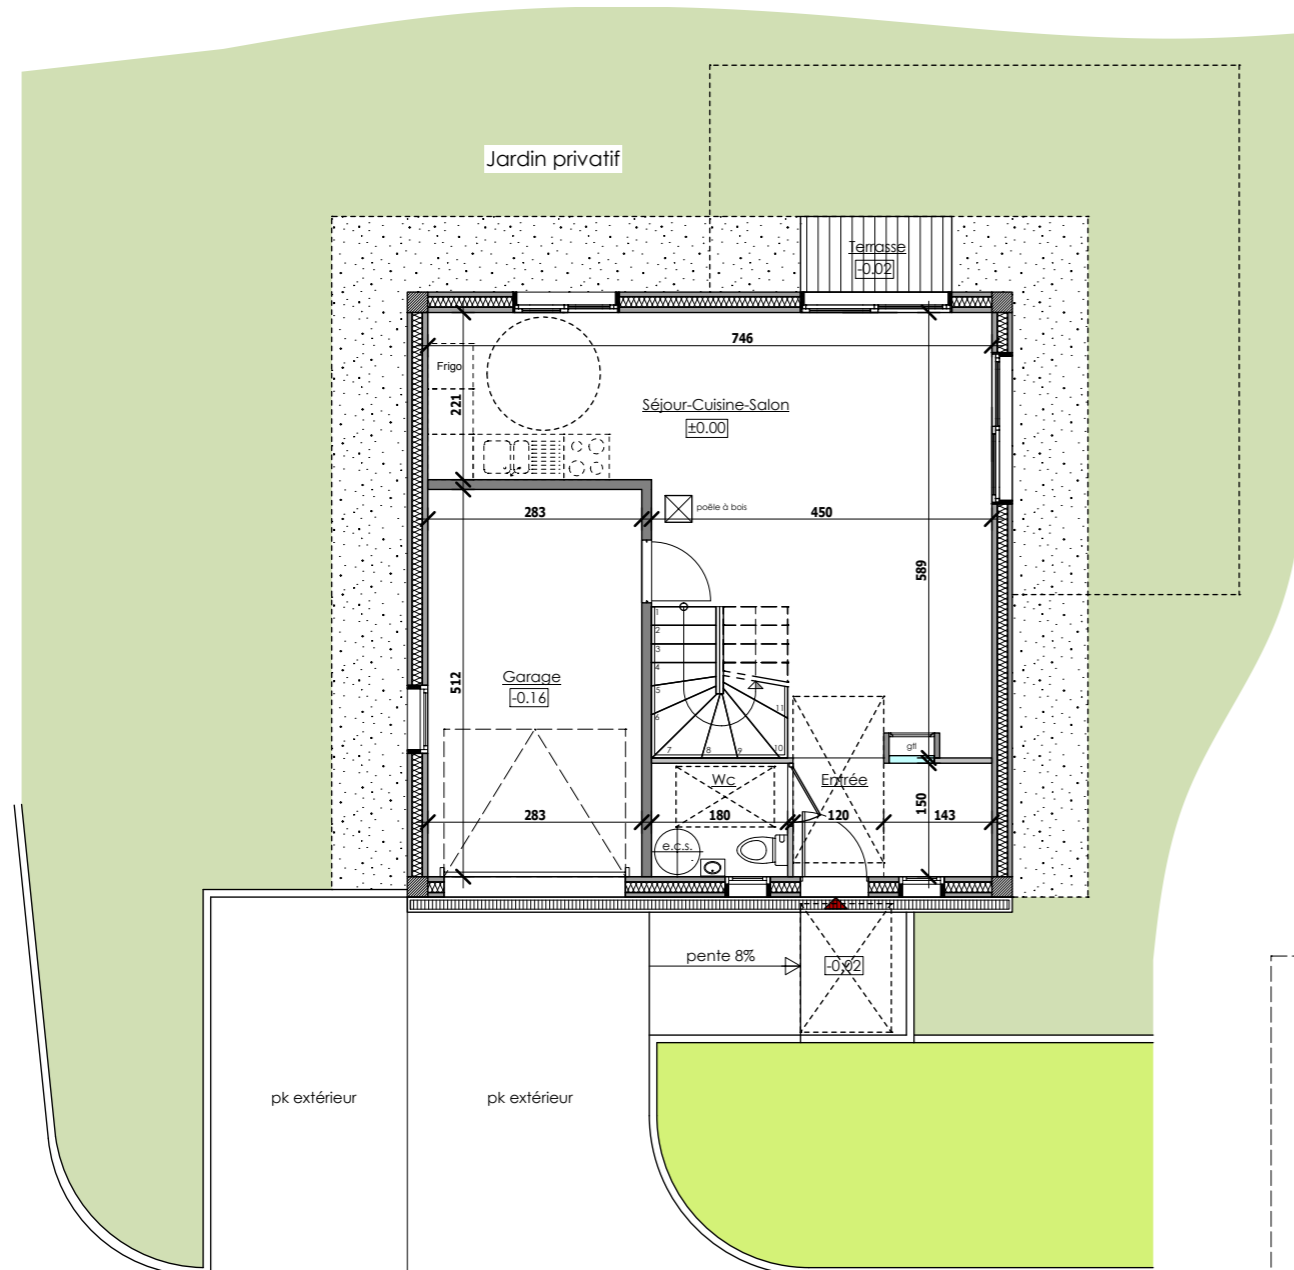 Jardin privatif
Terrasse
-0.02
746
Frigo
221
Séjour-Cuisine-Salon
±0.00
poêle à bois
283
450
589
512
Garage
-0.16
1
2
3
4
5
6
7
8
9
10
11
gtl
Wc
Entrée
150
283
180
120
143
e.c.s.
pente 8%
-0.02
pk extérieur
pk extérieur